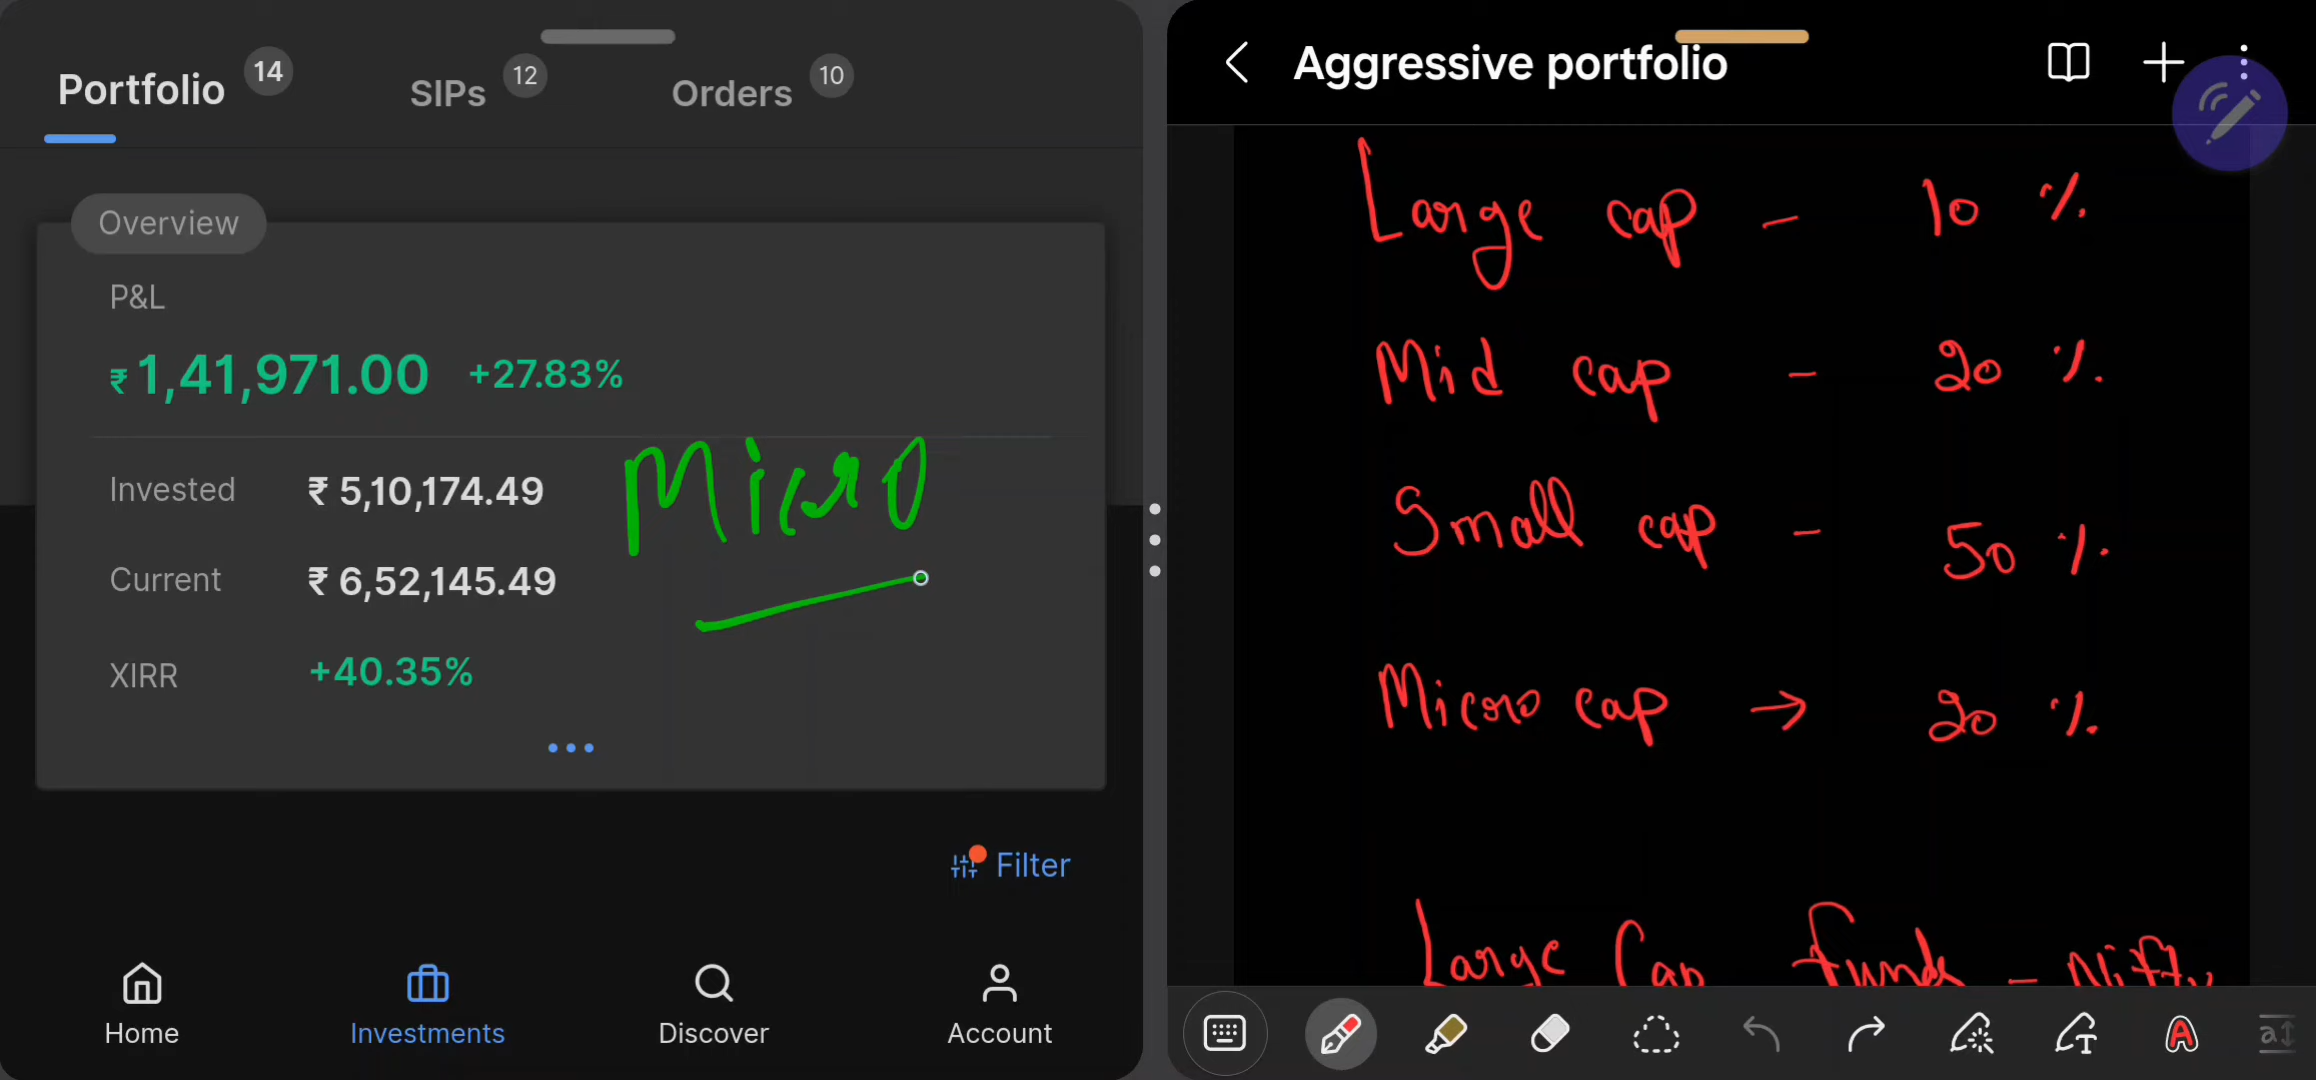 Portfolio 14 SIPs 12 Orders 10
Overview
P&L
₹1,41,971.00 +27.83%
Invested ₹ 5,10,174.49
Current ₹ 6,52,145.49
XIRR +40.35%
Micro
Filter
Home Investments Discover Account
Aggressive portfolio
Large cap - 10 %
Mid cap - 20 %
Small cap - 50 %
Micro cap → 20 %
Large Cap funds - Nifty